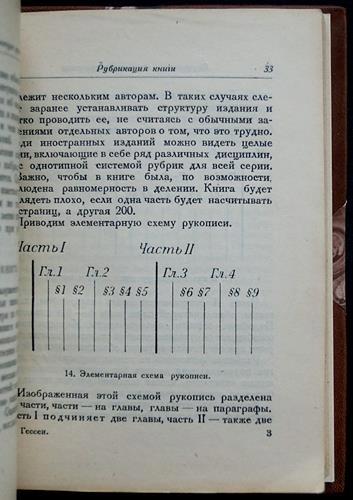 Рубрикация книги 33
лежит нескольким авторам. В таких случаях сле-
заранее устанавливать структуру издания и
ко проводить ее, не считаясь с обычными за-
ениями отдельных авторов о том, что это трудно.
ди иностранных изданий можно видеть целые
и, включающие в себя ряд различных дисциплин,
с однотипной системой рубрик для всей серии.
Важно, чтобы в книге была, по возможности,
людена равномерность в делении. Книга будет
лядеть плохо, если одна часть будет насчитывать
страниц, а другая 200.
Приводим элементарную схему рукописи.
Часть I Часть II
Гл.1 Гл.2 Гл.3 Гл.4
§1 §2 §3 §4 §5 §6 §7 §8 §9
14. Элементарная схема рукописи.
Изображенная этой схемой рукопись разделена
части, части — на главы, главы — на параграфы.
сть I подчиняет две главы, часть II — также две
Гессен. 3